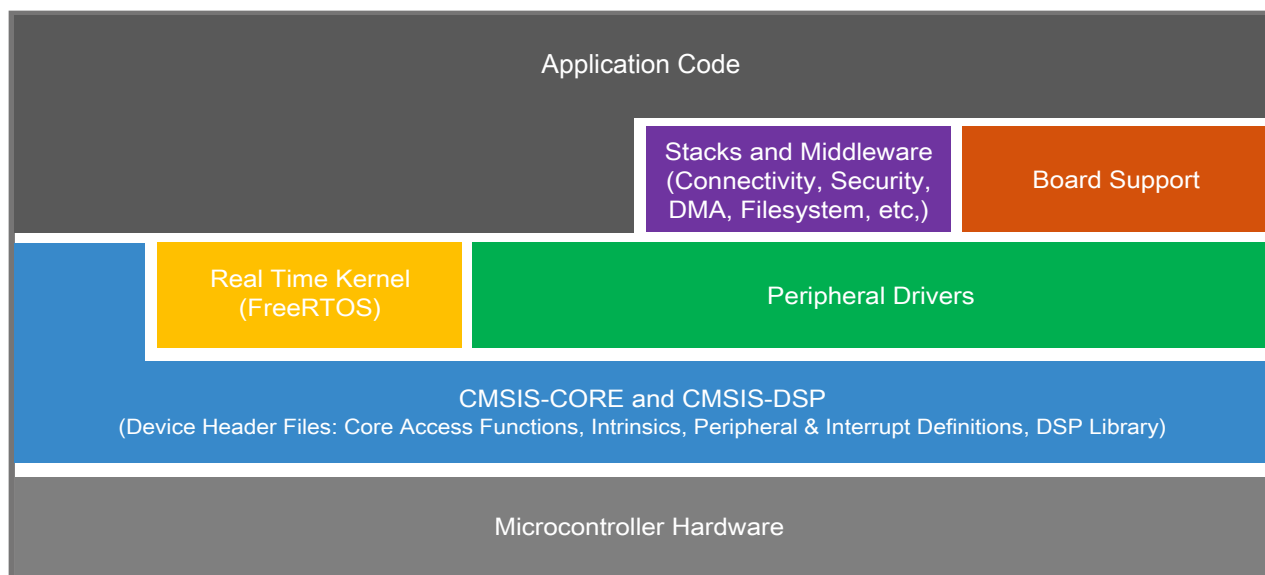 Application Code
Stacks and Middleware
(Connectivity, Security,
DMA, Filesystem, etc,)
Board Support
Real Time Kernel
(FreeRTOS)
Peripheral Drivers
CMSIS-CORE and CMSIS-DSP
(Device Header Files: Core Access Functions, Intrinsics, Peripheral & Interrupt Definitions, DSP Library)
Microcontroller Hardware